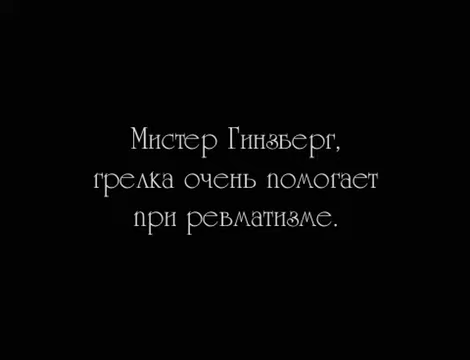 Мистер Гинзберг,
грелка очень помогает
при ревматизме.